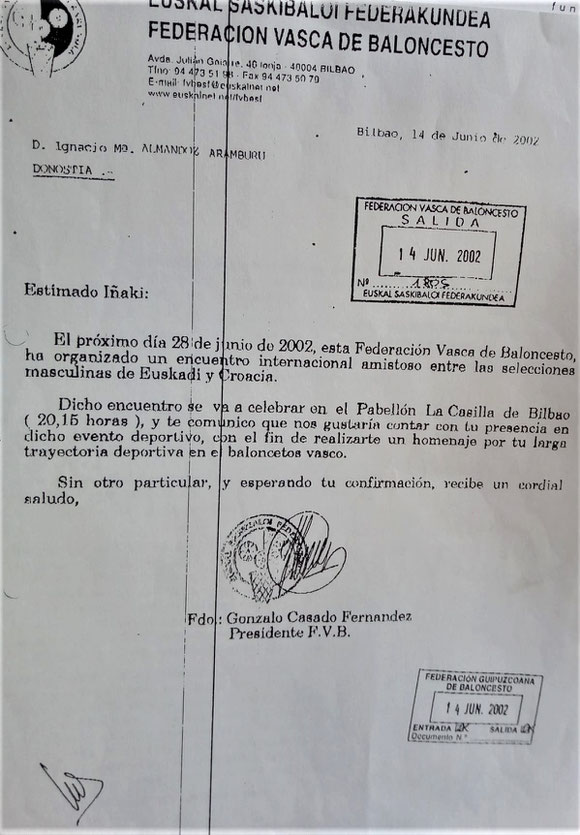 fun
EUSKAL SASKIBALOI FEDERAKUNDEA
FEDERACION VASCA DE BALONCESTO
Avda. Julián Gaiarre, 46 lonja · 48004 BILBAO
Tfno. 94 473 51 98 · Fax 94 473 50 79
E-mail: fvbesf@euskalnet.net
www.euskalnet.net/fvbesf
Bilbao, 14 de Junio de 2002
D. Ignacio Mª. ALMANDOZ ARAMBURU
DONOSTIA .-
FEDERACION VASCA DE BALONCESTO
SALIDA
14 JUN. 2002
Nº
EUSKAL SASKIBALOI FEDERAKUNDEA
Estimado Iñaki:
El próximo día 28 de junio de 2002, esta Federación Vasca de Baloncesto,
ha organizado un encuentro internacional amistoso entre las selecciones
masculinas de Euskadi y Croacia.
Dicho encuentro se va a celebrar en el Pabellón La Casilla de Bilbao
( 20,15 horas ), y te comunico que nos gustaría contar con tu presencia en
dicho evento deportivo, con el fin de realizarte un homenaje por tu larga
trayectoria deportiva en el baloncetos vasco.
Sin otro particular, y esperando tu confirmación, recibe un cordial
saludo,
Fdo.: Gonzalo Casado Fernandez
Presidente F.V.B.
FEDERACIÓN GUIPUZCOANA
DE BALONCESTO
14 JUN. 2002
ENTRADA SALIDA
Documento N.º